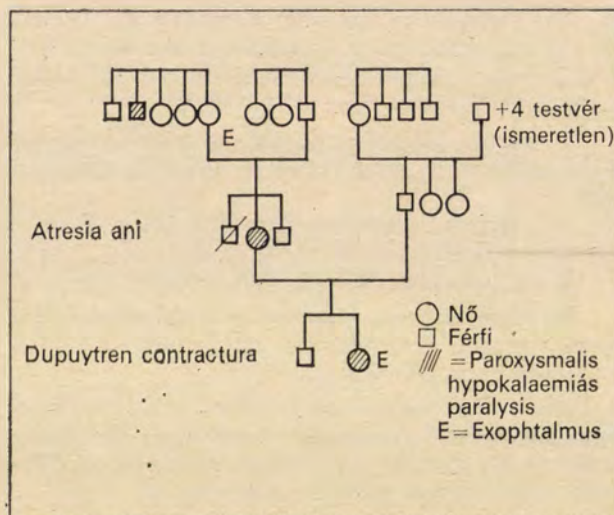 +4 testvér
(ismeretlen)
E
Atresia ani
Dupuytren contractura
E
Nő
Férfi
= Paroxysmalis
hypokalaemiás
paralysis
E=Exophtalmus